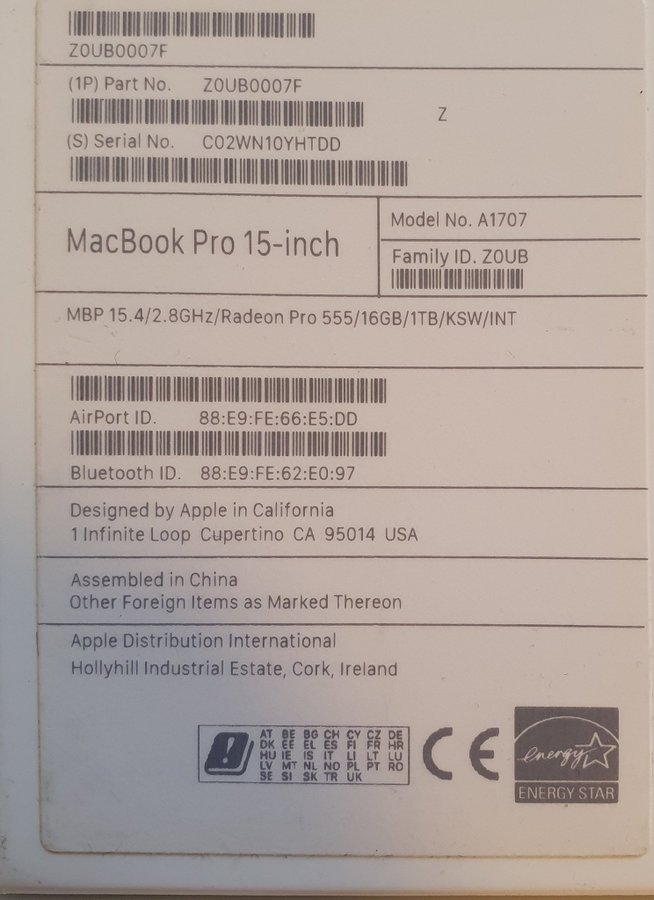 Z0UB0007F
(1P) Part No. Z0UB0007F
Z
(S) Serial No. C02WN10YHTDD
MacBook Pro 15-inch
Model No. A1707
Family ID. Z0UB
MBP 15.4/2.8GHz/Radeon Pro 555/16GB/1TB/KSW/INT
AirPort ID. 88:E9:FE:66:E5:DD
Bluetooth ID. 88:E9:FE:62:E0:97
Designed by Apple in California
1 Infinite Loop Cupertino CA 95014 USA
Assembled in China
Other Foreign Items as Marked Thereon
Apple Distribution International
Hollyhill Industrial Estate, Cork, Ireland
AT BE BG CH CY CZ DE
DK EE EL ES FI FR HR
HU IE IS IT LI LT LU
LV MT NL NO PL PT RO
SE SI SK TR UK
CE
energy
ENERGY STAR